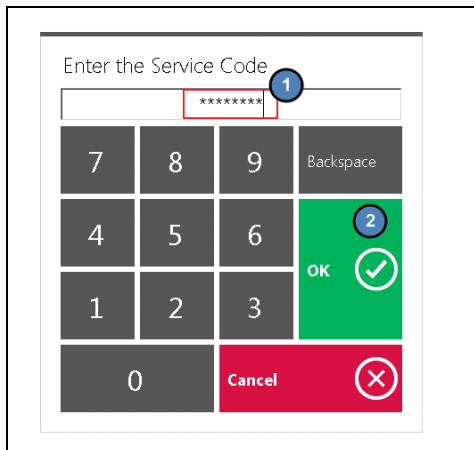 Enter the Service Code
1
********
7 8 9 Backspace
2
4 5 6
OK
1 2 3
0 Cancel